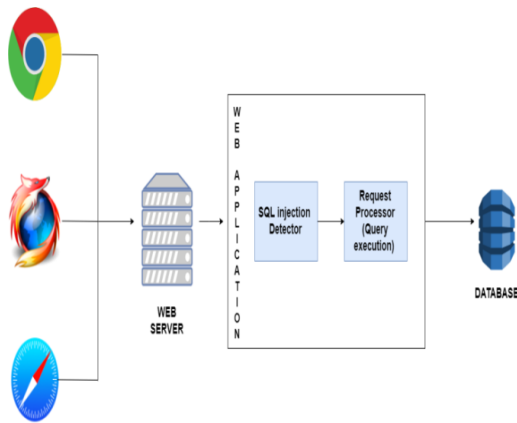 WEB
SERVER
W
E
B
A
P
P
L
I
C
A
T
I
O
N
SQL injection
Detector
Request
Processor
(Query
execution)
DATABASE